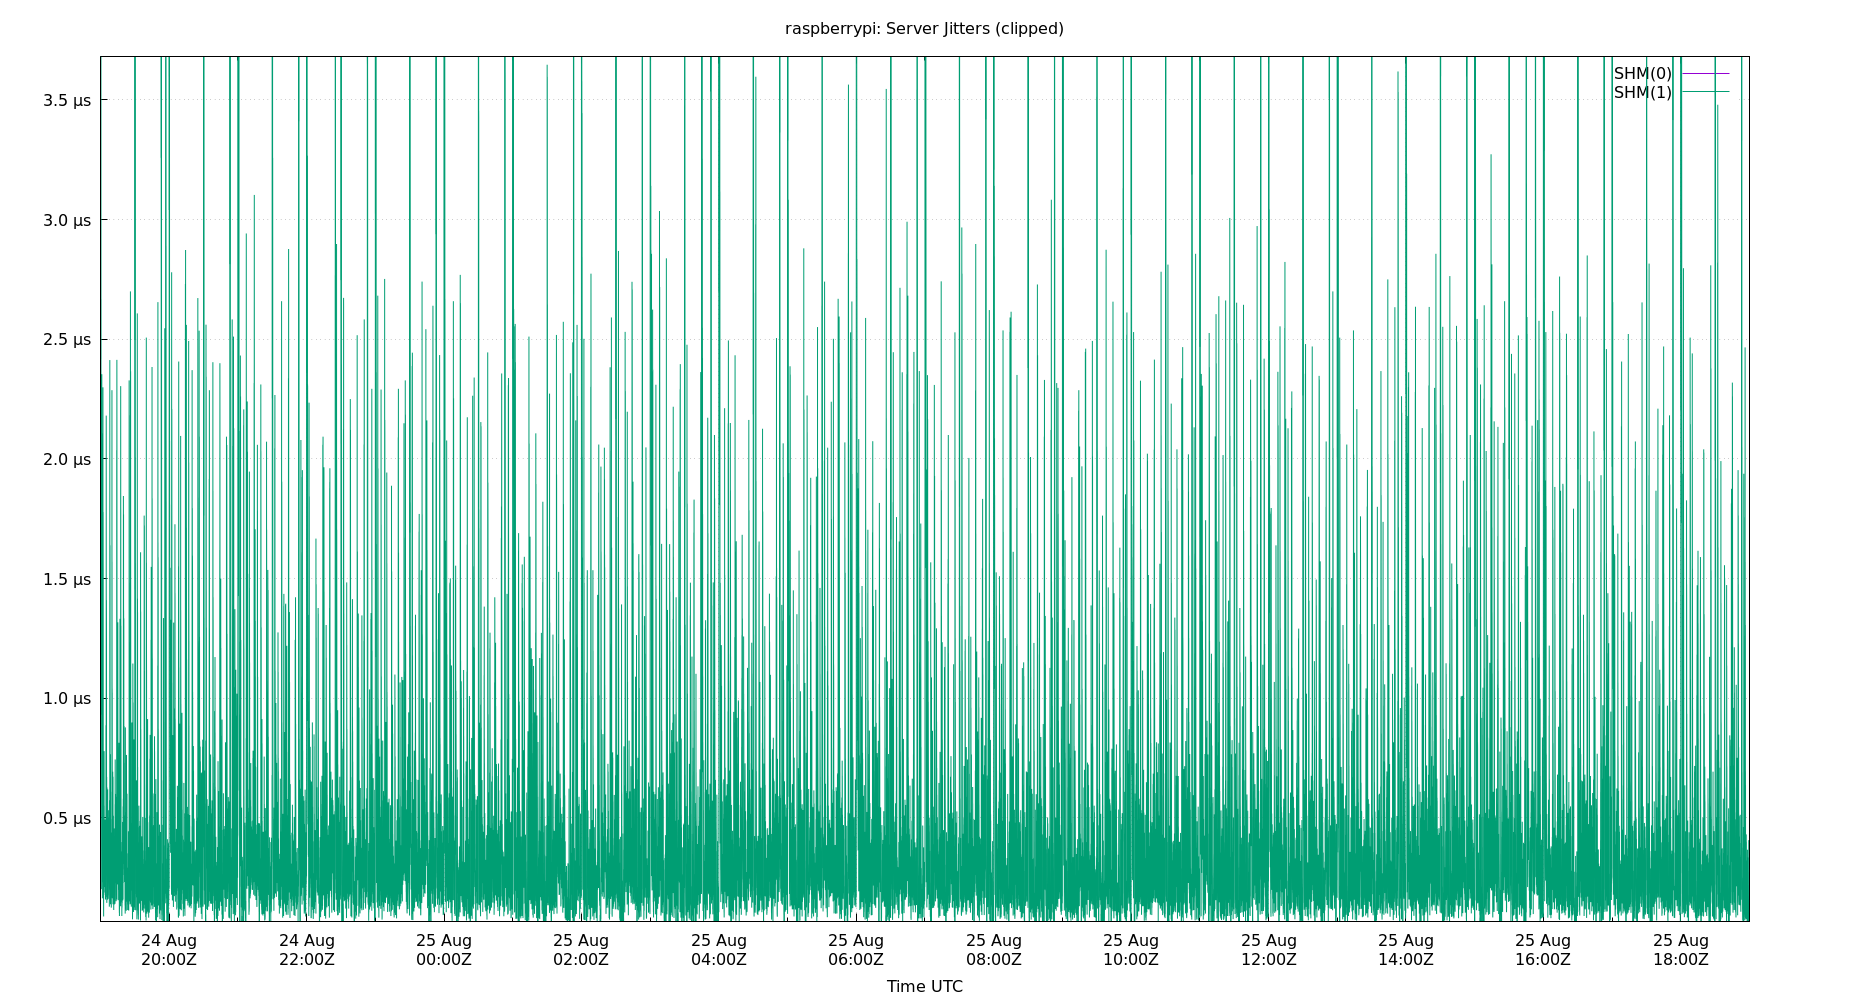 raspberrypi: Server Jitters (clipped)
SHM(0)
SHM(1)
3.5 µs
3.0 µs
2.5 µs
2.0 µs
1.5 µs
1.0 µs
0.5 µs
24 Aug 24 Aug 25 Aug 25 Aug 25 Aug 25 Aug 25 Aug 25 Aug 25 Aug 25 Aug 25 Aug 25 Aug
20:00Z 22:00Z 00:00Z 02:00Z 04:00Z 06:00Z 08:00Z 10:00Z 12:00Z 14:00Z 16:00Z 18:00Z
Time UTC